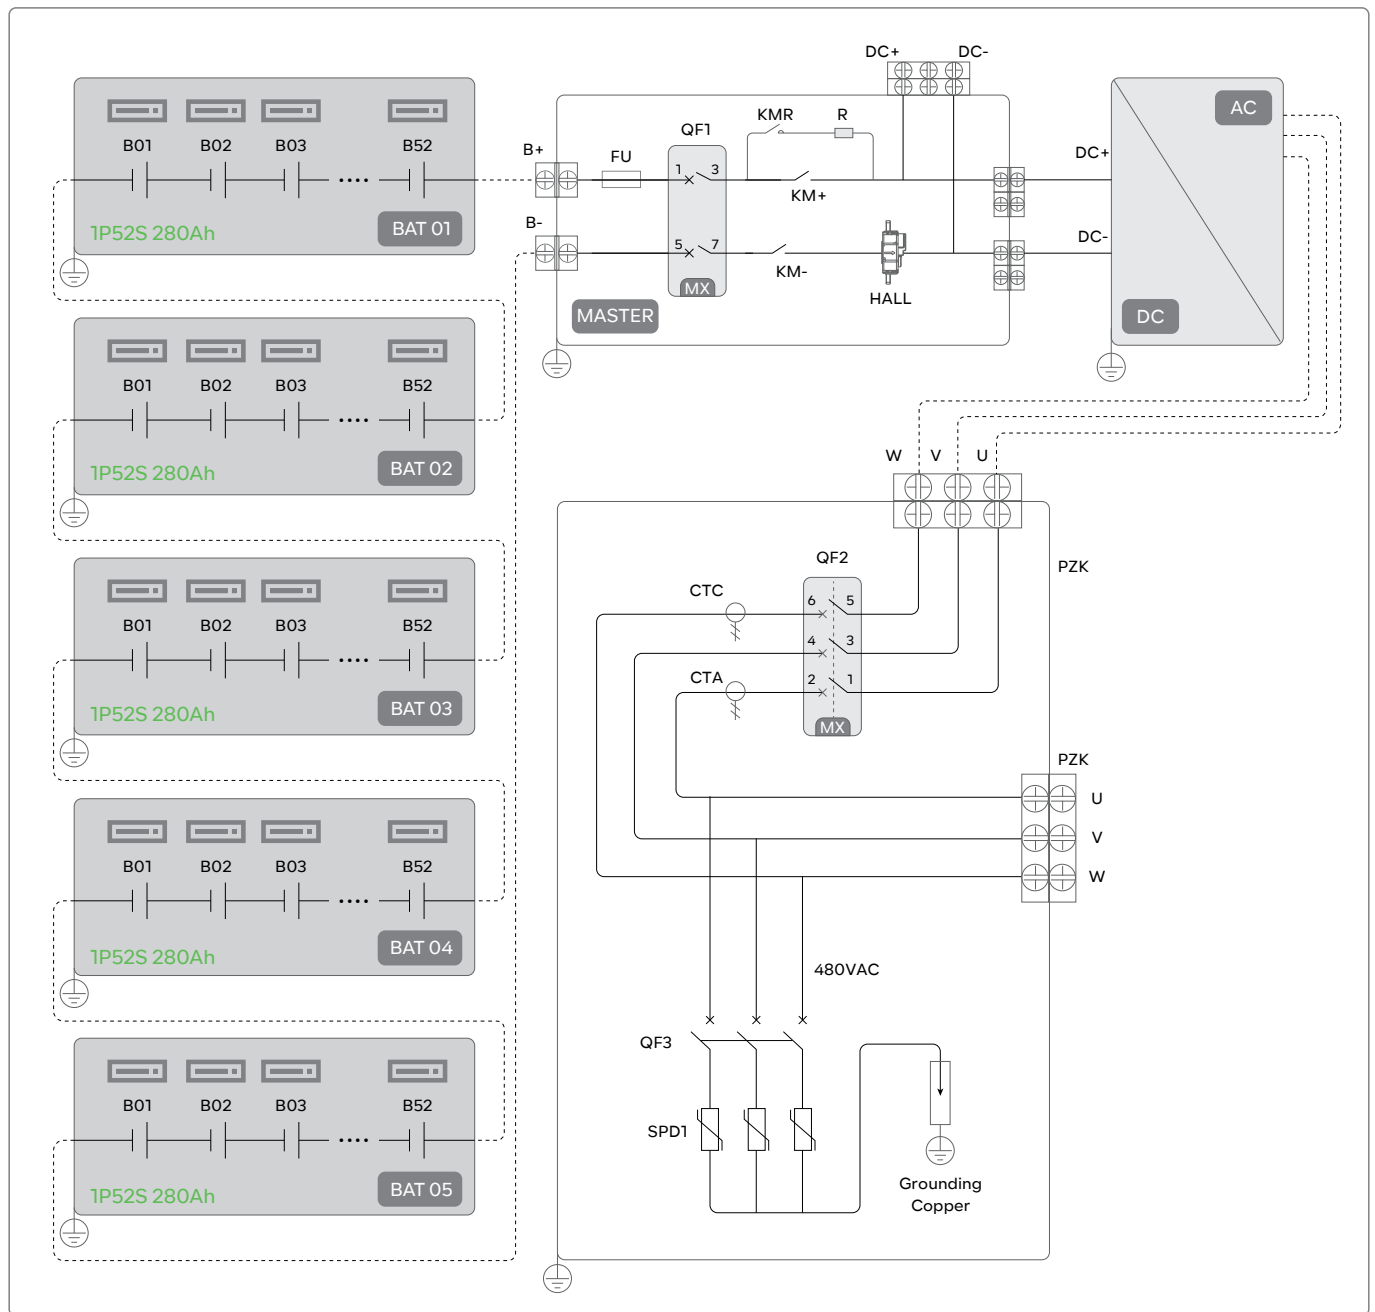 B01 B02 B03 B52
1P52S 280Ah
BAT 01
B01 B02 B03 B52
1P52S 280Ah
BAT 02
B01 B02 B03 B52
1P52S 280Ah
BAT 03
B01 B02 B03 B52
1P52S 280Ah
BAT 04
B01 B02 B03 B52
1P52S 280Ah
BAT 05
DC+ DC-
B+
FU
QF1
KMR R
1 3
KM+
B-
5 7
KM-
MX
HALL
MASTER
DC+
DC-
AC
DC
W V U
PZK
QF2
CTC
6 5
4 3
CTA
2 1
MX
PZK
U
V
W
480VAC
QF3
SPD1
Grounding
Copper